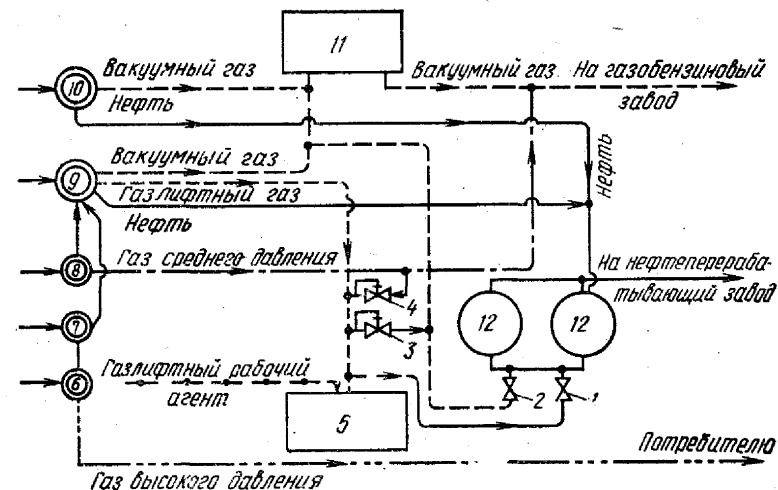 11
10
Вакуумный газ
Вакуумный газ
На газобензиновый
завод
Нефть
Вакуумный газ
9
Газлифтный газ
Нефть
Нефть
8
Газ среднего давления
На нефтеперераба-
тывающий завод
4
7
3
12
12
6
Газлифтный рабочий
агент
5
2
1
Потребителю
Газ высокого давления